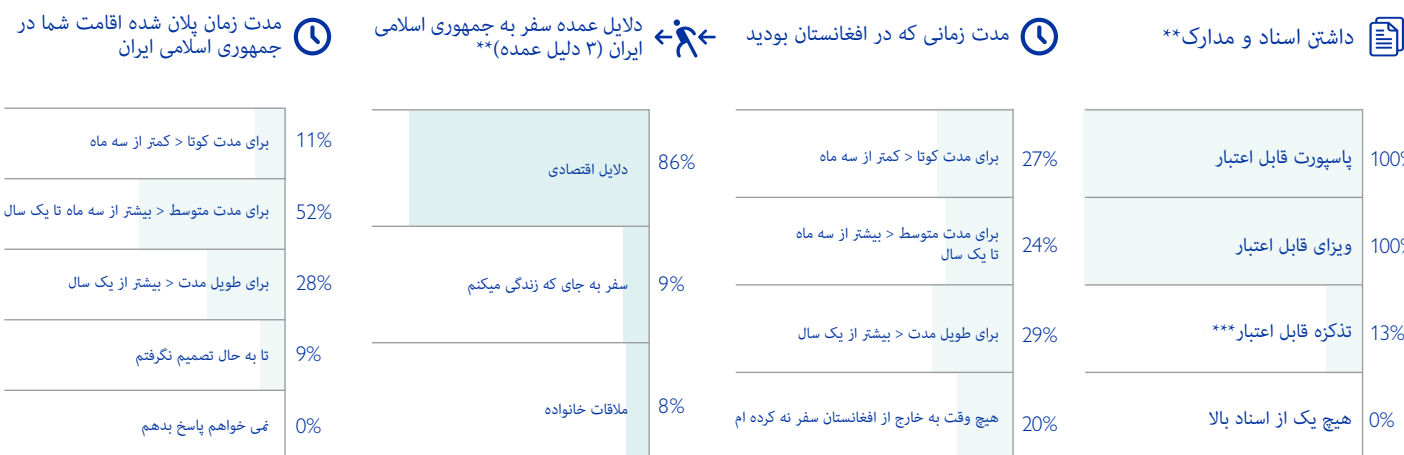 داشتن اسناد و مدارک**
100%
پاسپورت قابل اعتبار
100%
ویزای قابل اعتبار
13%
تذکره قابل اعتبار***
0%
هیچ یک از اسناد بالا
مدت زمانی که در افغانستان بودید
27%
برای مدت کوتا < کمتر از سه ماه
24%
برای مدت متوسط < بیشتر از سه ماه
تا یک سال
29%
برای طویل مدت < بیشتر از یک سال
20%
هیچ وقت به خارج از افغانستان سفر نه کرده ام
دلایل عمده سفر به جمهوری اسلامی
ایران (۳ دلیل عمده)**
86%
دلایل اقتصادی
9%
سفر به جای که زندگی میکنم
8%
ملاقات خانواده
مدت زمان پلان شده اقامت شما در
جمهوری اسلامی ایران
11%
برای مدت کوتا < کمتر از سه ماه
52%
برای مدت متوسط < بیشتر از سه ماه تا یک سال
28%
برای طویل مدت < بیشتر از یک سال
9%
تا به حال تصمیم نگرفتم
0%
نمی خواهم پاسخ بدهم